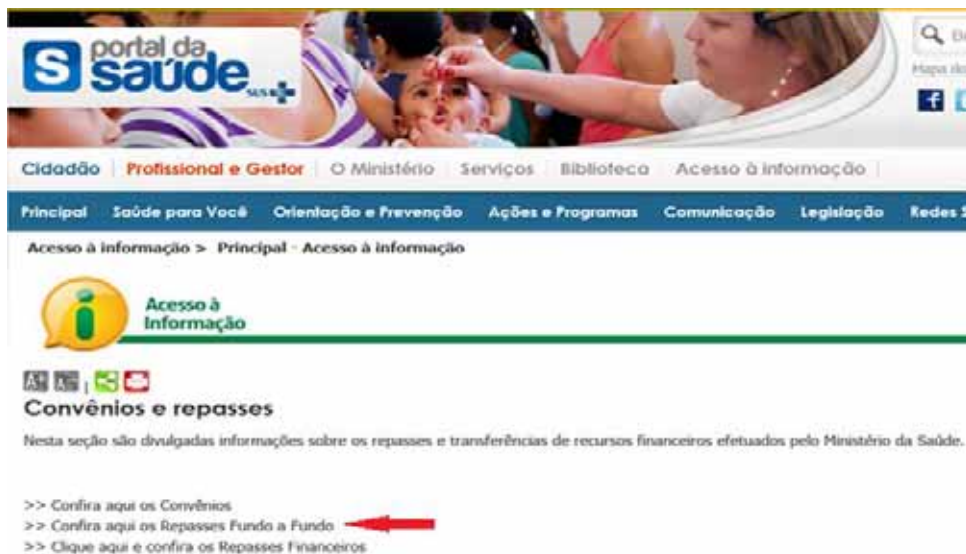 S portal da
saúde
SUS
Mapa do
f
Cidadão | Profissional e Gestor | O Ministério | Serviços | Biblioteca | Acesso à informação |
Principal Saúde para Você Orientação e Prevenção Ações e Programas Comunicação Legislação Redes
Acesso à informação > Principal - Acesso à informação
i
Acesso à
Informação
Convênios e repasses
Nesta seção são divulgadas informações sobre os repasses e transferências de recursos financeiros efetuados pelo Ministério da Saúde.
>> Confira aqui os Convênios
>> Confira aqui os Repasses Fundo a Fundo
>> Clique aqui e confira os Repasses Financeiros